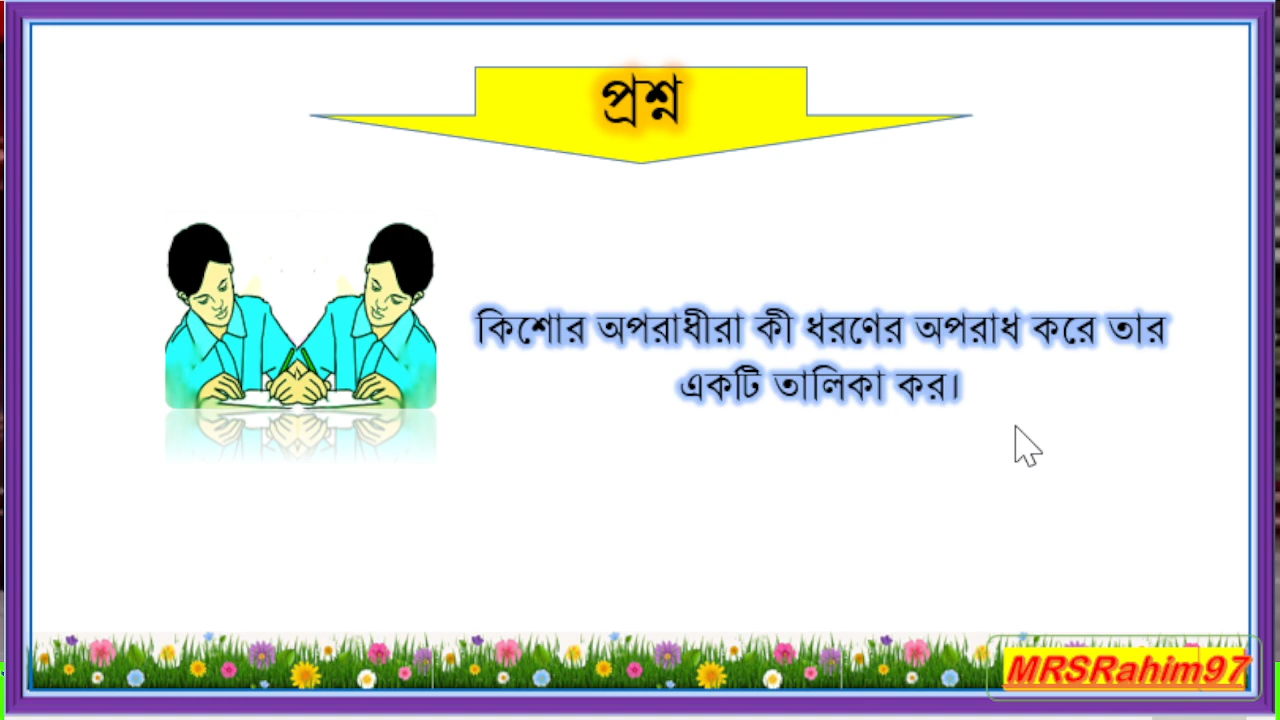 প্রশ্ন
কিশোর অপরাধীরা কী ধরণের অপরাধ করে তার
একটি তালিকা কর।
MRSRahim97